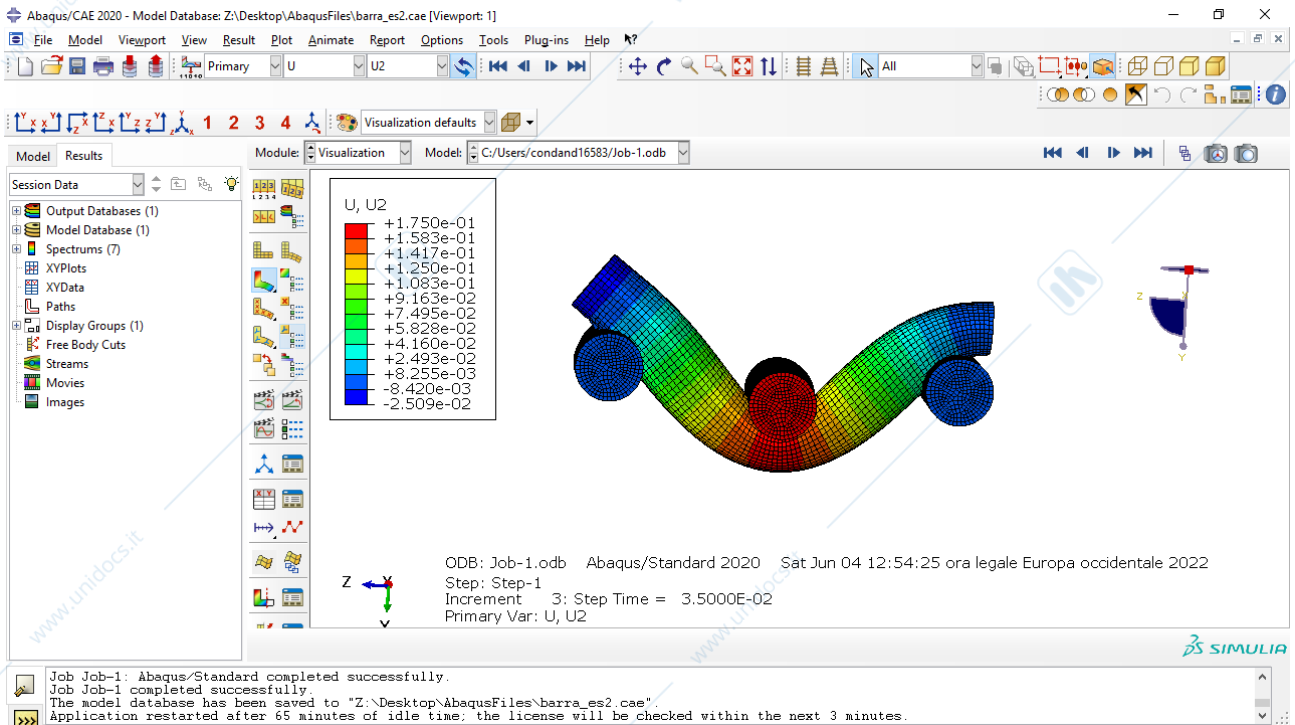 Abaqus/CAE 2020 - Model Database: Z:\Desktop\AbaqusFiles\barra_es2.cae [Viewport: 1]
File Model Viewport View Result Plot Animate Report Options Tools Plug-ins Help
Primary U U2 All
1 2 3 4 Visualization defaults
Model Results
Module: Visualization Model: C:/Users/condand16583/Job-1.odb
Session Data
Output Databases (1)
Model Database (1)
Spectrums (7)
XYPlots
XYData
Paths
Display Groups (1)
Free Body Cuts
Streams
Movies
Images
U, U2
+1.750e-01
+1.583e-01
+1.417e-01
+1.250e-01
+1.083e-01
+9.163e-02
+7.495e-02
+5.828e-02
+4.160e-02
+2.493e-02
+8.255e-03
-8.420e-03
-2.509e-02
Z
Y
ODB: Job-1.odb Abaqus/Standard 2020 Sat Jun 04 12:54:25 ora legale Europa occidentale 2022
Step: Step-1
Increment 3: Step Time = 3.5000E-02
Primary Var: U, U2
Z X
Y
SIMULIA
Job Job-1: Abaqus/Standard completed successfully.
Job Job-1 completed successfully.
The model database has been saved to "Z:\Desktop\AbaqusFiles\barra_es2.cae".
Application restarted after 65 minutes of idle time; the license will be checked within the next 3 minutes.
www.unidocs.it
www.unidocs.it